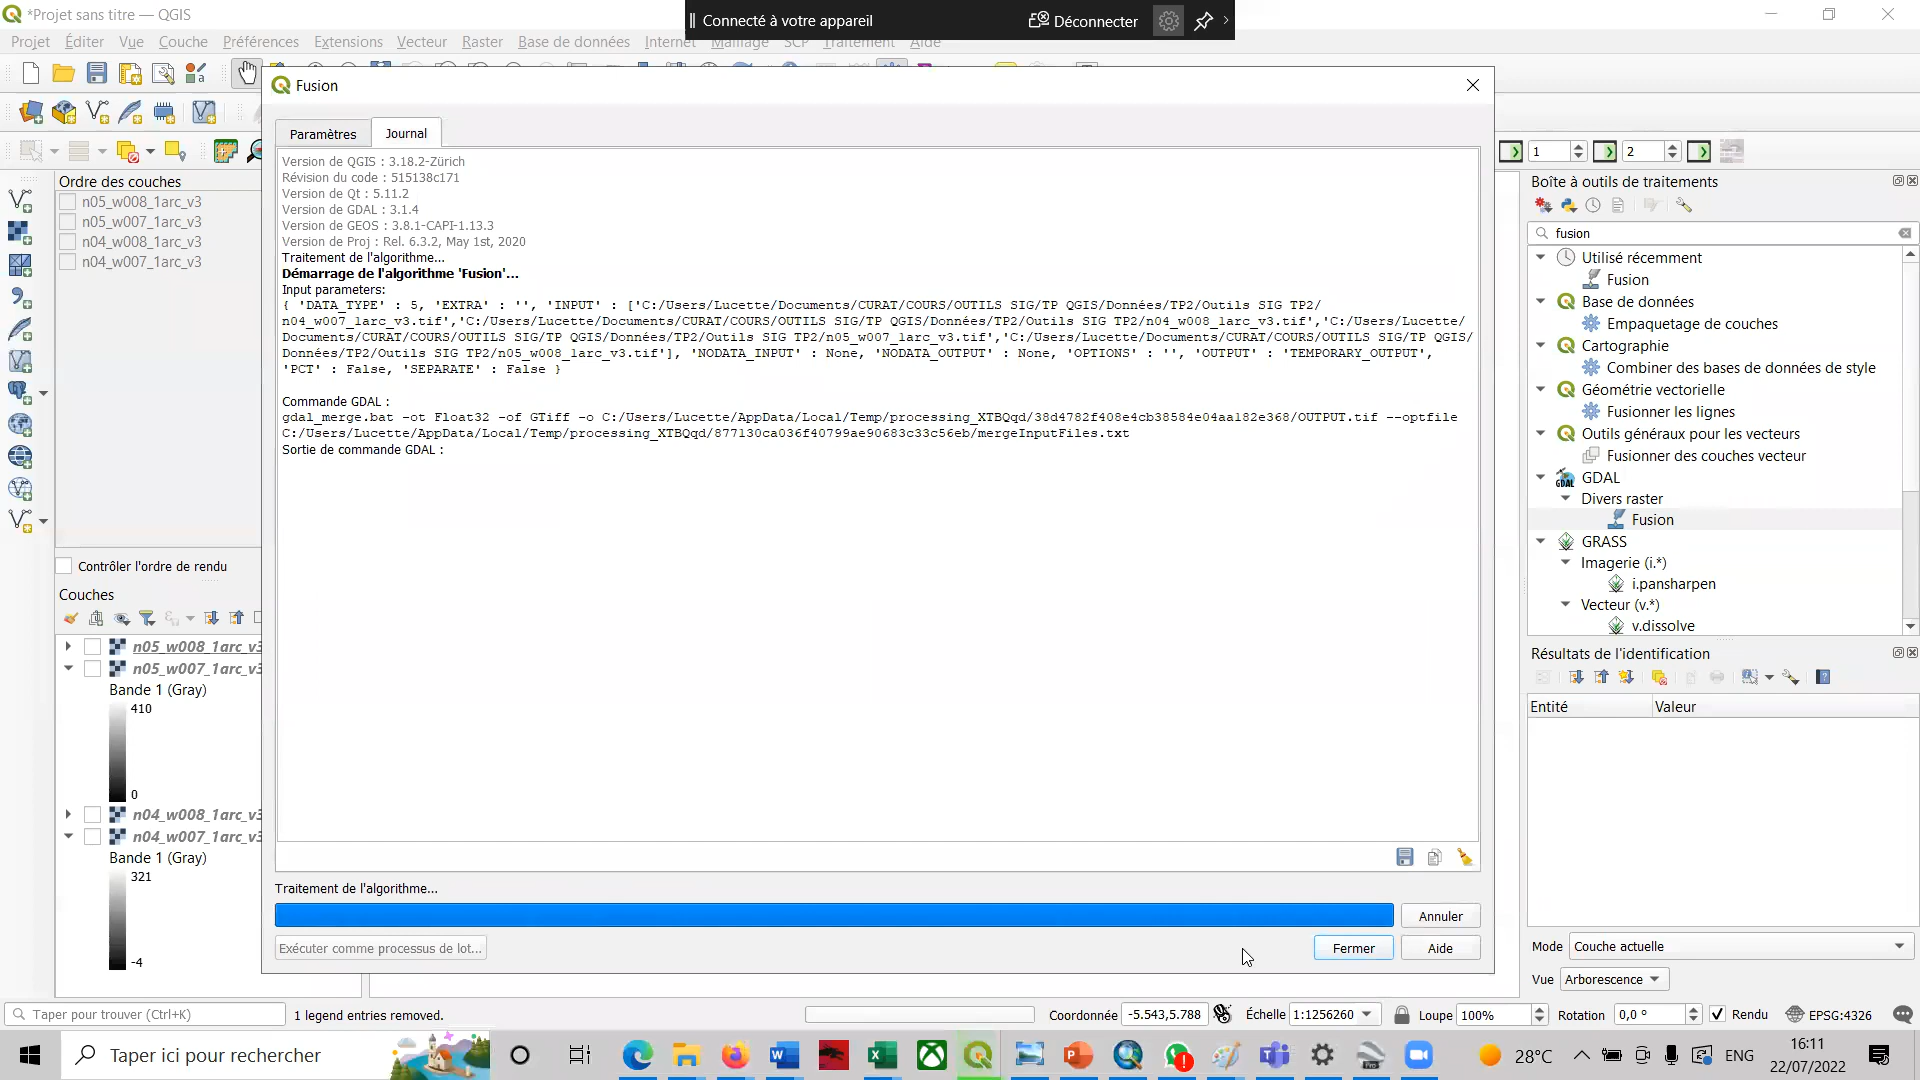 *Projet sans titre — QGIS
Connecté à votre appareil
Déconnecter
Projet Éditer Vue Couche Préférences Extensions Vecteur Raster Base de données Internet Maillage SCP Traitement Aide
Fusion
Paramètres
Journal
Version de QGIS : 3.18.2-Zürich
Révision du code : 515138c171
Version de Qt : 5.11.2
Version de GDAL : 3.1.4
Version de GEOS : 3.8.1-CAPI-1.13.3
Version de Proj : Rel. 6.3.2, May 1st, 2020
Traitement de l'algorithme...
Démarrage de l'algorithme 'Fusion'...
Input parameters:
{ 'DATA_TYPE' : 5, 'EXTRA' : '', 'INPUT' : ['C:/Users/Lucette/Documents/CURAT/COURS/OUTILS SIG/TP QGIS/Données/TP2/Outils SIG TP2/
n04_w007_1arc_v3.tif','C:/Users/Lucette/Documents/CURAT/COURS/OUTILS SIG/TP QGIS/Données/TP2/Outils SIG TP2/n04_w008_1arc_v3.tif','C:/Users/Lucette/
Documents/CURAT/COURS/OUTILS SIG/TP QGIS/Données/TP2/Outils SIG TP2/n05_w007_1arc_v3.tif','C:/Users/Lucette/Documents/CURAT/COURS/OUTILS SIG/TP QGIS/
Données/TP2/Outils SIG TP2/n05_w008_1arc_v3.tif'], 'NODATA_INPUT' : None, 'NODATA_OUTPUT' : None, 'OPTIONS' : '', 'OUTPUT' : 'TEMPORARY_OUTPUT',
'PCT' : False, 'SEPARATE' : False }
Commande GDAL :
gdal_merge.bat -ot Float32 -of GTiff -o C:/Users/Lucette/AppData/Local/Temp/processing_XTBQqd/38d4782f408e4cb38584e04aa182e368/OUTPUT.tif --optfile
C:/Users/Lucette/AppData/Local/Temp/processing_XTBQqd/877130ca036f40799ae90683c33c56eb/mergeInputFiles.txt
Sortie de commande GDAL :
Traitement de l'algorithme...
Annuler
Exécuter comme processus de lot...
Fermer
Aide
Ordre des couches
n05_w008_1arc_v3
n05_w007_1arc_v3
n04_w008_1arc_v3
n04_w007_1arc_v3
Contrôler l'ordre de rendu
Couches
n05_w008_1arc_v3
n05_w007_1arc_v3
Bande 1 (Gray)
410
0
n04_w008_1arc_v3
n04_w007_1arc_v3
Bande 1 (Gray)
321
-4
1
2
Boîte à outils de traitements
fusion
Utilisé récemment
Fusion
Base de données
Empaquetage de couches
Cartographie
Combiner des bases de données de style
Géométrie vectorielle
Fusionner les lignes
Outils généraux pour les vecteurs
Fusionner des couches vecteur
GDAL
Divers raster
Fusion
GRASS
Imagerie (i.*)
i.pansharpen
Vecteur (v.*)
v.dissolve
Résultats de l'identification
Entité Valeur
Mode Couche actuelle
Vue Arborescence
Taper pour trouver (Ctrl+K)
1 legend entries removed.
Coordonnée -5.543,5.788
Échelle 1:1256260
Loupe 100%
Rotation 0,0 °
Rendu
EPSG:4326
Taper ici pour rechercher
28°C
ENG
16:11
22/07/2022